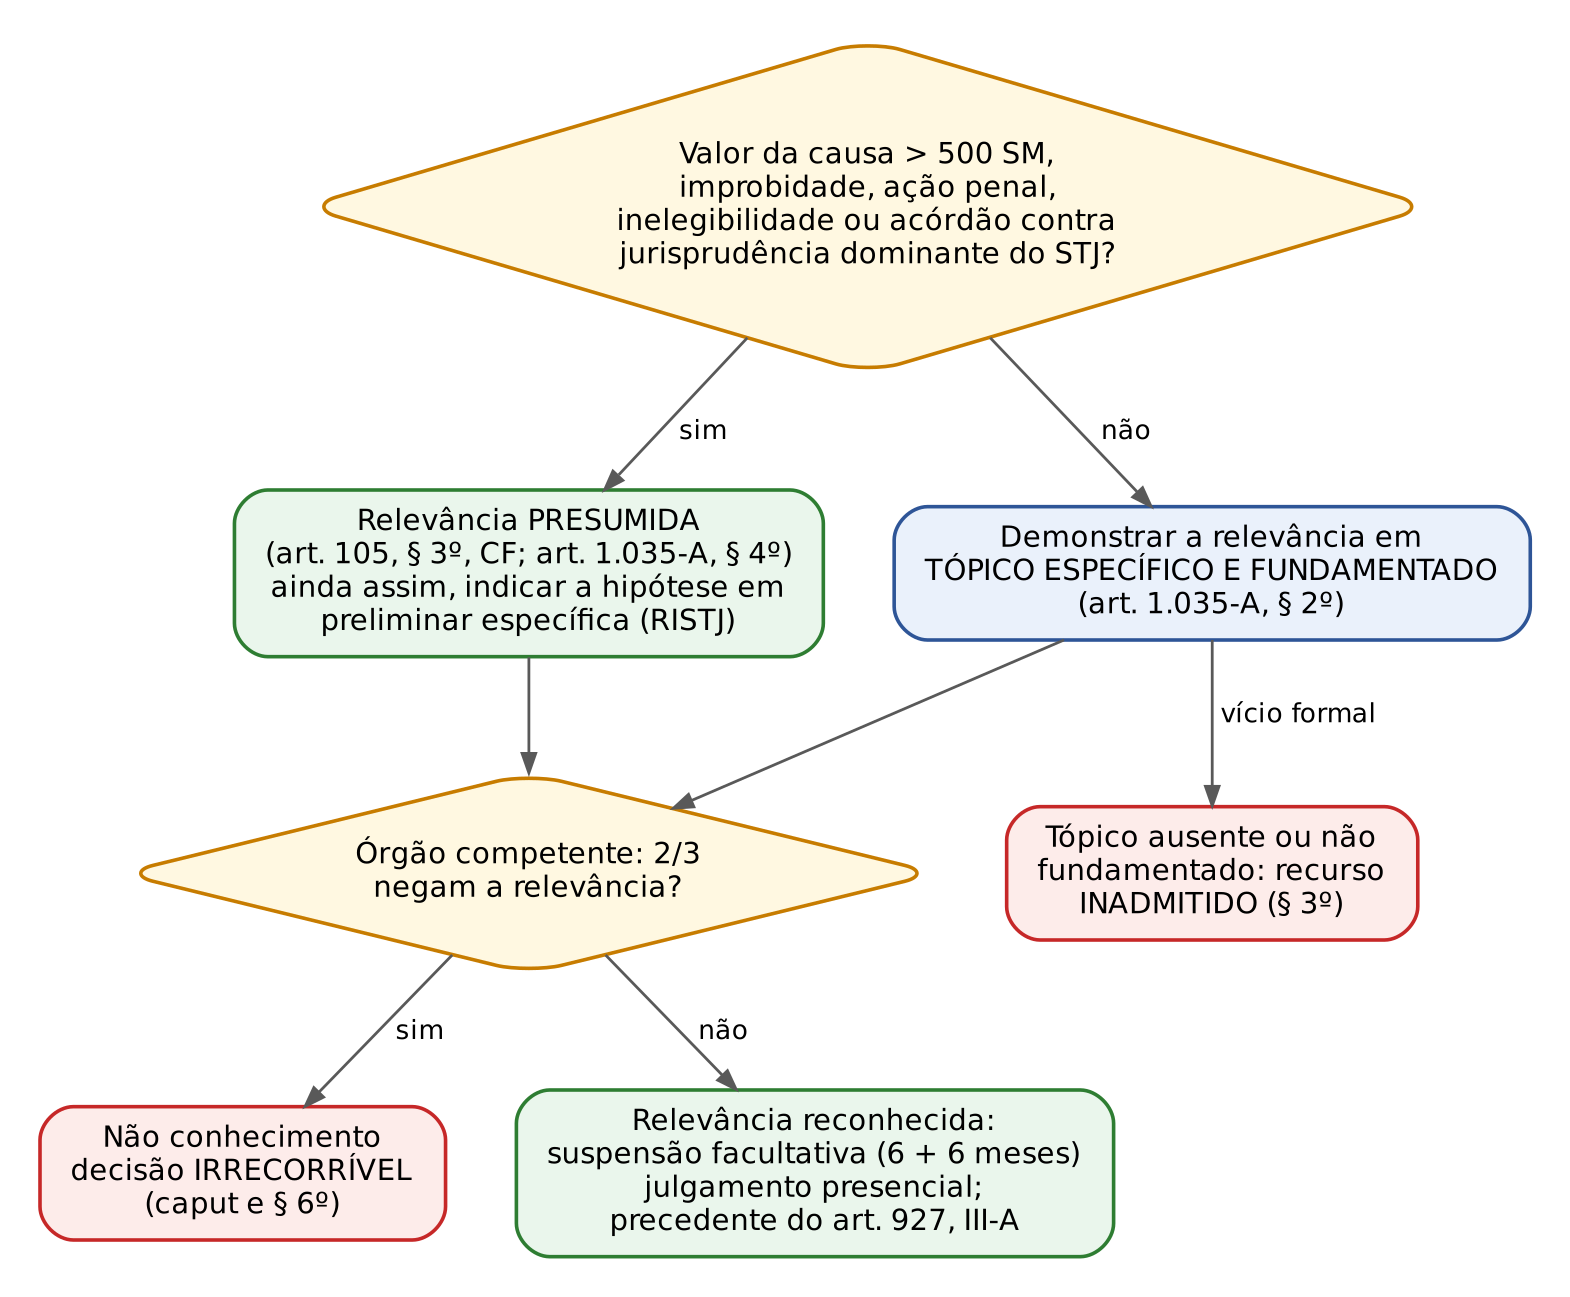 Valor da causa > 500 SM,
improbidade, ação penal,
inelegibilidade ou acórdão contra
jurisprudência dominante do STJ?
sim
não
Relevância PRESUMIDA
(art. 105, § 3º, CF; art. 1.035-A, § 4º)
ainda assim, indicar a hipótese em
preliminar específica (RISTJ)
Demonstrar a relevância em
TÓPICO ESPECÍFICO E FUNDAMENTADO
(art. 1.035-A, § 2º)
vício formal
Órgão competente: 2/3
negam a relevância?
Tópico ausente ou não
fundamentado: recurso
INADMITIDO (§ 3º)
sim
não
Não conhecimento
decisão IRRECORRÍVEL
(caput e § 6º)
Relevância reconhecida:
suspensão facultativa (6 + 6 meses)
julgamento presencial;
precedente do art. 927, III-A